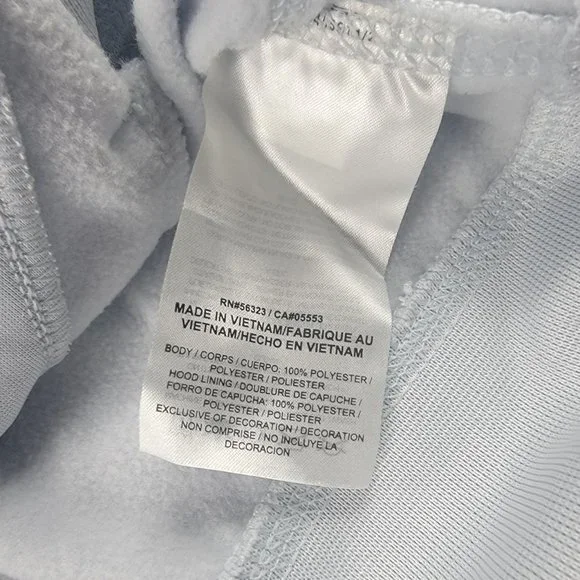 RN#56323 / CA#05553
MADE IN VIETNAM/FABRIQUE AU
VIETNAM/HECHO EN VIETNAM
BODY / CORPS / CUERPO: 100% POLYESTER /
POLYESTER / POLIESTER
HOOD LINING / DOUBLURE DE CAPUCHE /
FORRO DE CAPUCHA: 100% POLYESTER /
POLYESTER / POLIESTER
EXCLUSIVE OF DECORATION / DECORATION
NON COMPRISE / NO INCLUYE LA
DECORACION